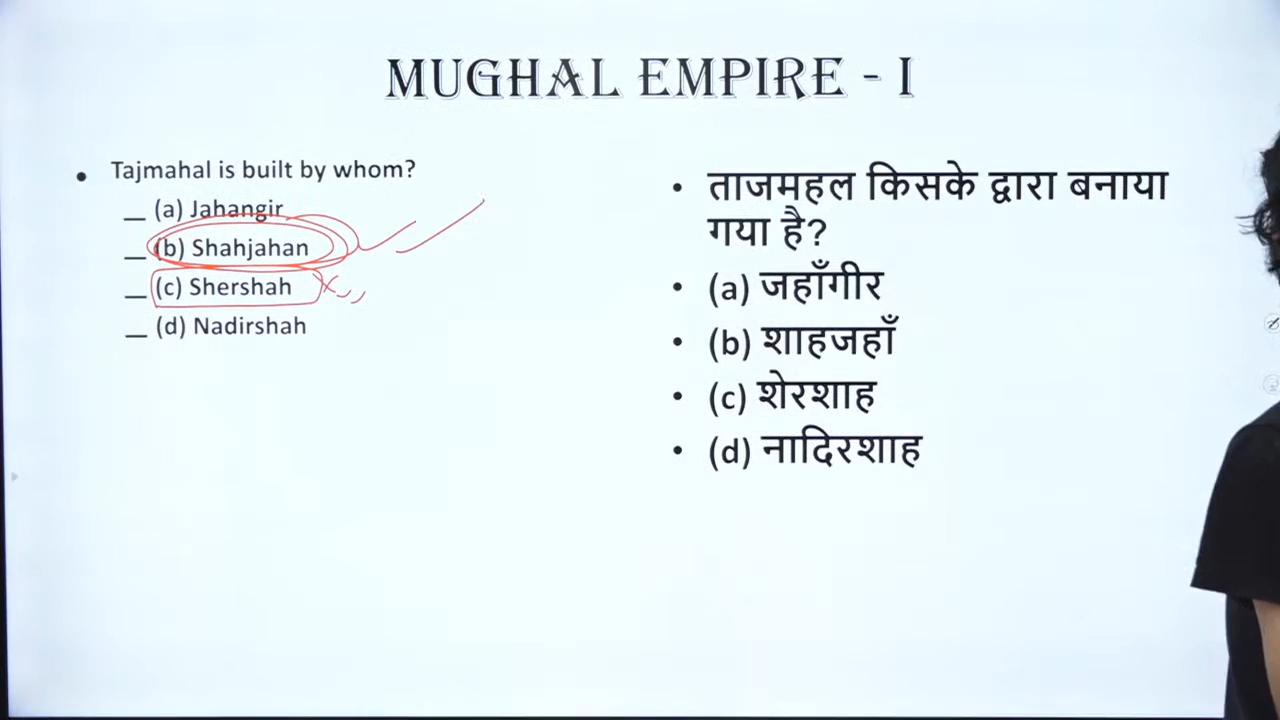 MUGHAL EMPIRE - I
• Tajmahal is built by whom?
_ (a) Jahangir
_ (b) Shahjahan
_ (c) Shershah
_ (d) Nadirshah
• ताजमहल किसके द्वारा बनाया
गया है?
• (a) जहाँगीर
• (b) शाहजहाँ
• (c) शेरशाह
• (d) नादिरशाह